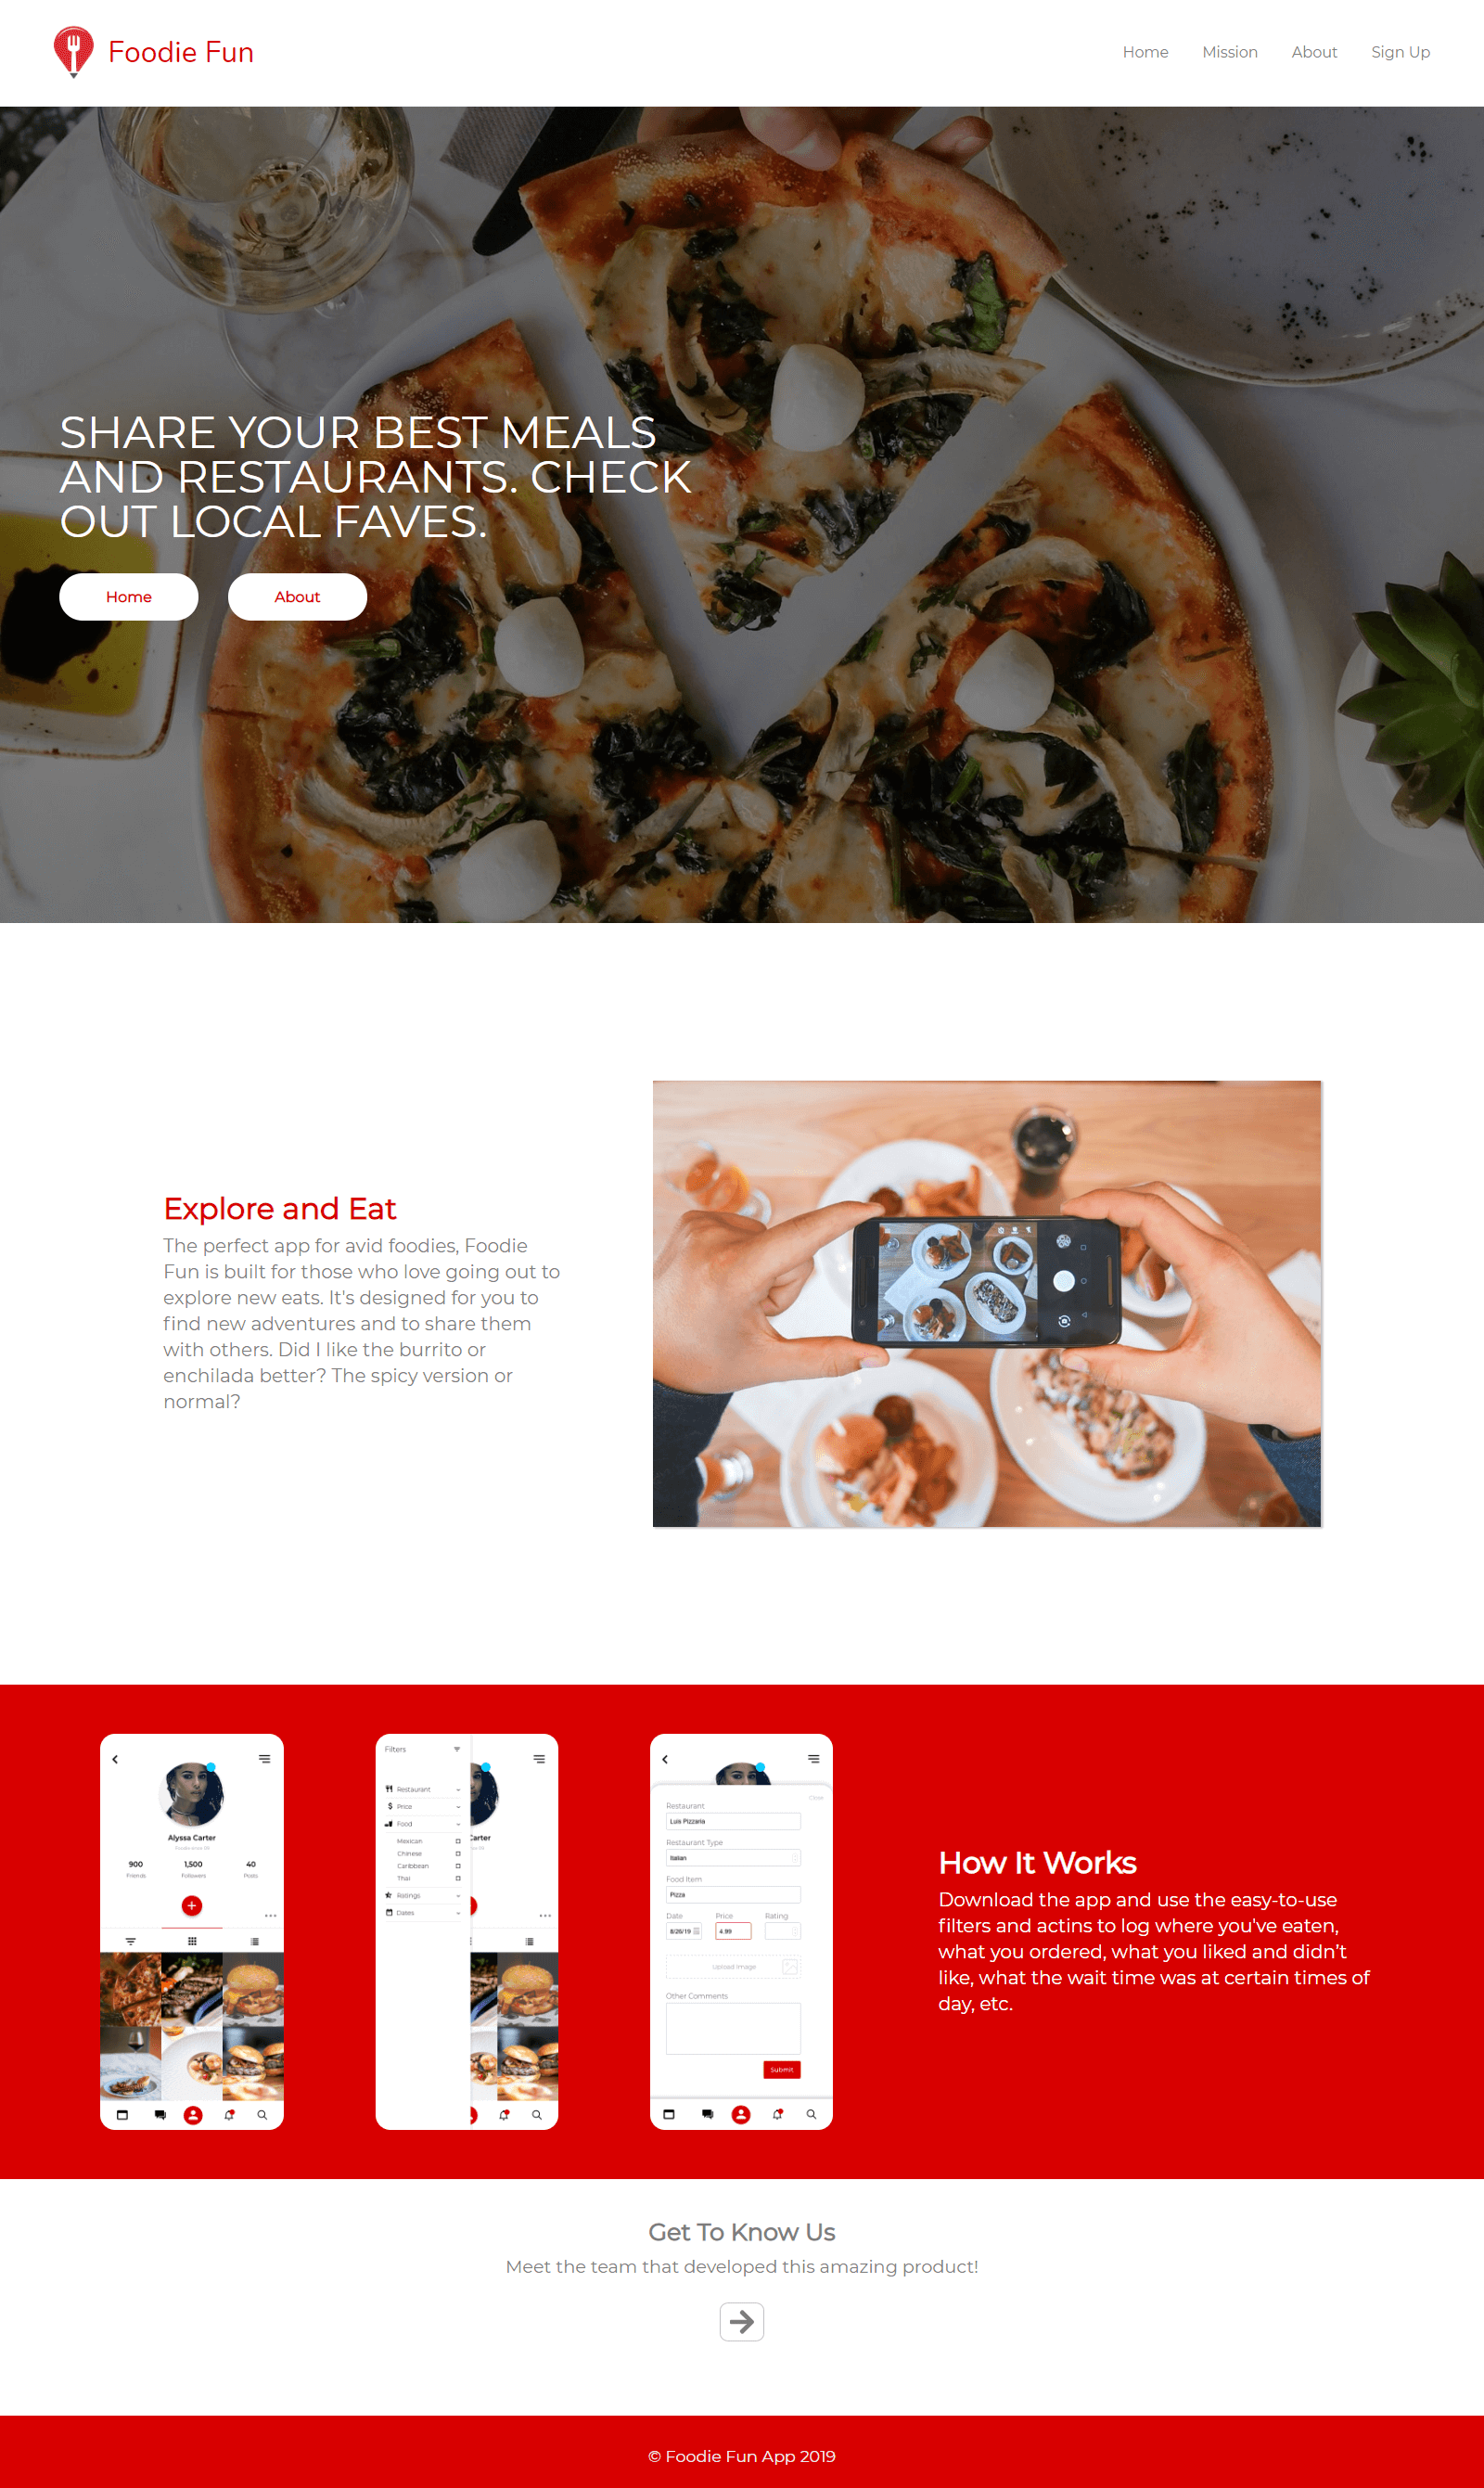 Foodie Fun
Home
Mission
About
Sign Up
SHARE YOUR BEST MEALS
AND RESTAURANTS. CHECK
OUT LOCAL FAVES.
Home
About
Explore and Eat
The perfect app for avid foodies, Foodie
Fun is built for those who love going out to
explore new eats. It's designed for you to
find new adventures and to share them
with others. Did I like the burrito or
enchilada better? The spicy version or
normal?
Alyssa Carter
900
1,500
40
Friends
Followers
Posts
Filters
Restaurant
Price
Food
Mexican
Chinese
Caribbean
Thai
Ratings
Dates
Carter
Close
Restaurant
Luis Pizzaria
Restaurant Type
Italian
Food Item
Pizza
Date
Price
Rating
8/26/19
4.99
Upload Image
Other Comments
Submit
How It Works
Download the app and use the easy-to-use
filters and actins to log where you've eaten,
what you ordered, what you liked and didn't
like, what the wait time was at certain times of
day, etc.
Get To Know Us
Meet the team that developed this amazing product!
© Foodie Fun App 2019